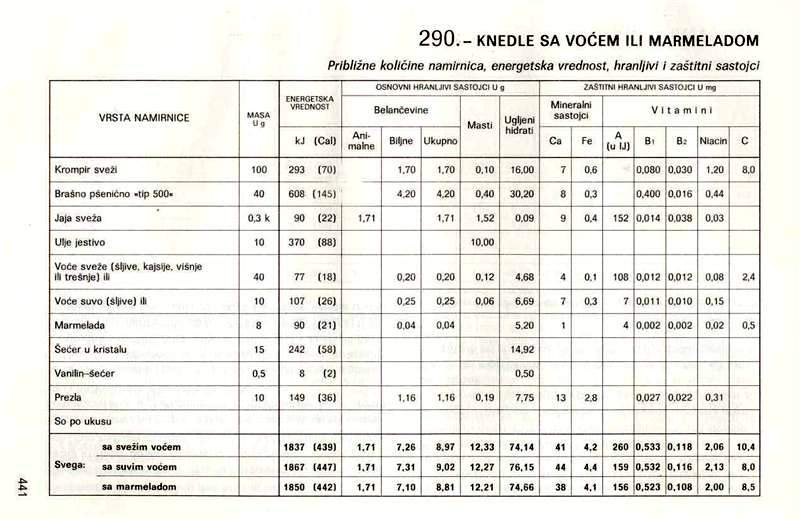 290.– KNEDLE SA VOĆEM ILI MARMELADOM
Približne količine namirnica, energetska vrednost, hranljivi i zaštitni sastojci
VRSTA NAMIRNICE MASA U g ENERGETSKA VREDNOST OSNOVNI HRANLJIVI SASTOJCI U g ZAŠTITNI HRANLJIVI SASTOJCI U mg
Belančevine Masti Ugljeni hidrati Mineralni sastojci Vitamini
kJ (Cal) Ani-malne Biljne Ukupno Ca Fe A (u IJ) B1 B2 Niacin C
Krompir sveži 100 293 (70) 1,70 1,70 0,10 16,00 7 0,6 0,080 0,030 1,20 8,0
Brašno pšenično »tip 500« 40 608 (145) 4,20 4,20 0,40 30,20 8 0,3 0,400 0,016 0,44
Jaja sveža 0,3 k 90 (22) 1,71 1,71 1,52 0,09 9 0,4 152 0,014 0,038 0,03
Ulje jestivo 10 370 (88) 10,00
Voće sveže (šljive, kajsije, višnje
ili trešnje) ili 40 77 (18) 0,20 0,20 0,12 4,68 4 0,1 108 0,012 0,012 0,08 2,4
Voće suvo (šljive) ili 10 107 (26) 0,25 0,25 0,06 6,69 7 0,3 7 0,011 0,010 0,15
Marmelada 8 90 (21) 0,04 0,04 5,20 1 4 0,002 0,002 0,02 0,5
Šećer u kristalu 15 242 (58) 14,92
Vanilin–šećer 0,5 8 (2) 0,50
Prezla 10 149 (36) 1,16 1,16 0,19 7,75 13 2,8 0,027 0,022 0,31
So po ukusu
Svega: sa svežim voćem 1837 (439) 1,71 7,26 8,97 12,33 74,14 41 4,2 260 0,533 0,118 2,06 10,4
sa suvim voćem 1867 (447) 1,71 7,31 9,02 12,27 76,15 44 4,4 159 0,532 0,116 2,13 8,0
sa marmeladom 1850 (442) 1,71 7,10 8,81 12,21 74,66 38 4,1 156 0,523 0,108 2,00 8,5
441